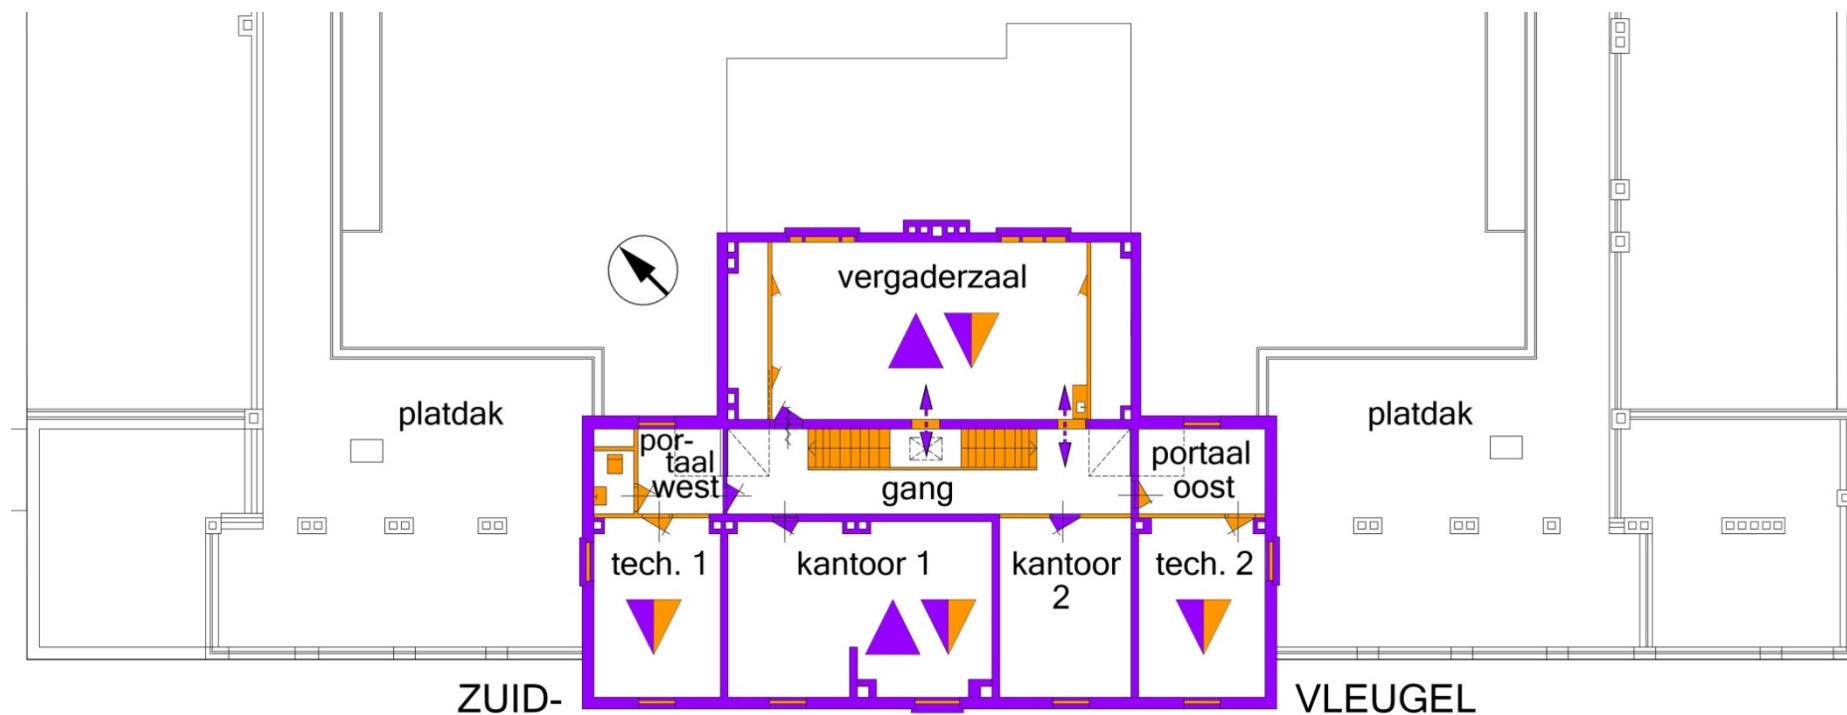 vergaderzaal
platdak
platdak
por-
taal
west
gang
portaal
oost
tech. 1
kantoor 1
kantoor
2
tech. 2
ZUID-
VLEUGEL